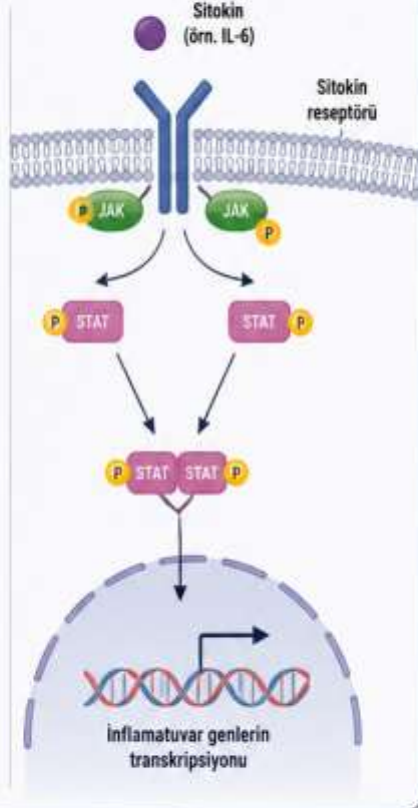 Sitokin
(örn. IL-6)
Sitokin
reseptörü
P JAK
JAK
P
P STAT
STAT P
P STAT STAT P
İnflamatuvar genlerin
transkripsiyonu